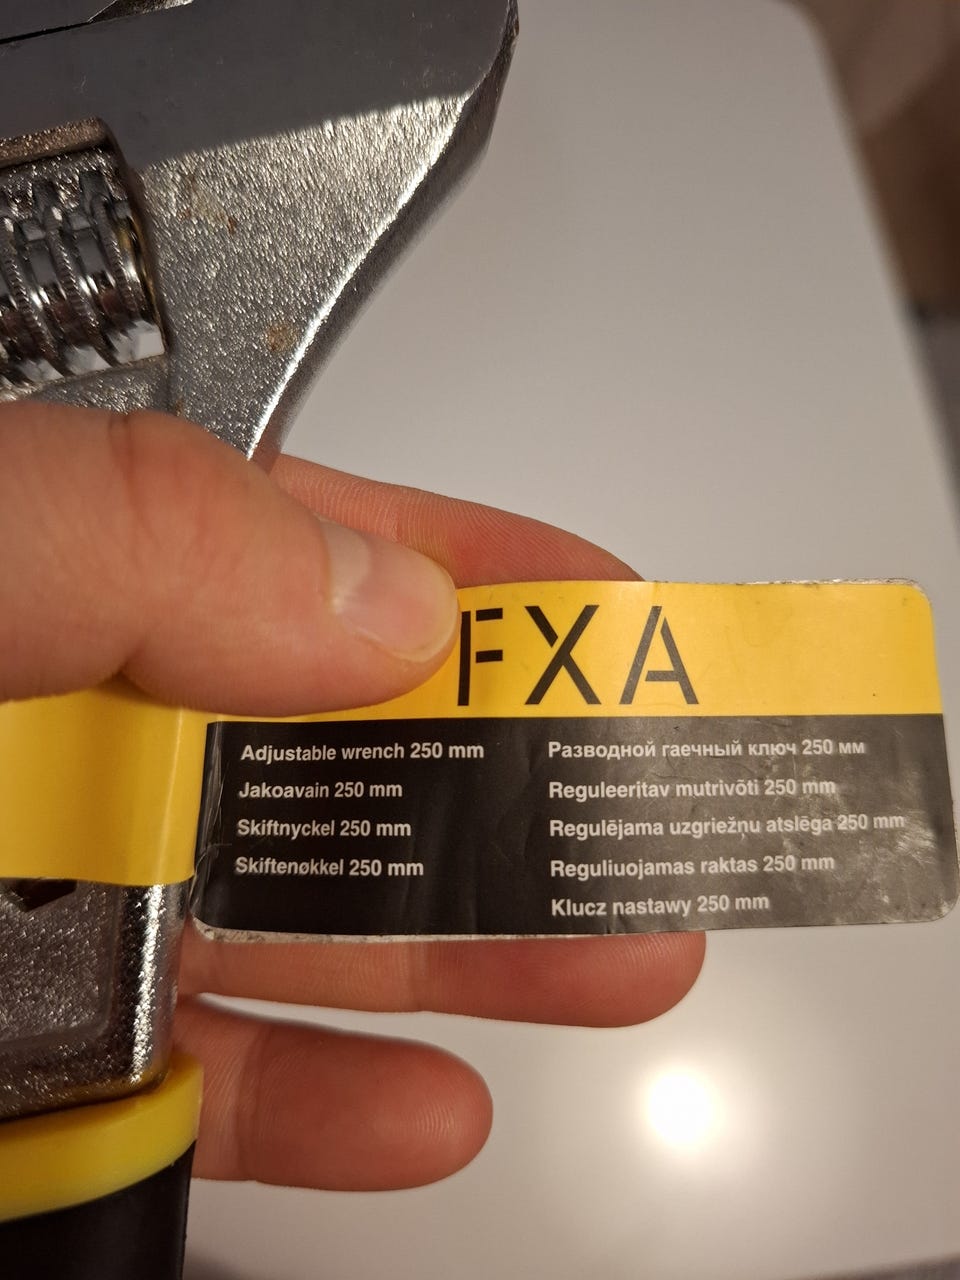 FXA
Adjustable wrench 250 mm
Jakoavain 250 mm
Skiftnyckel 250 mm
Skiftenøkkel 250 mm
Разводной гаечный ключ 250 мм
Reguleeritav mutrivõti 250 mm
Regulējama uzgriežņu atslēga 250 mm
Reguliuojamas raktas 250 mm
Klucz nastawy 250 mm